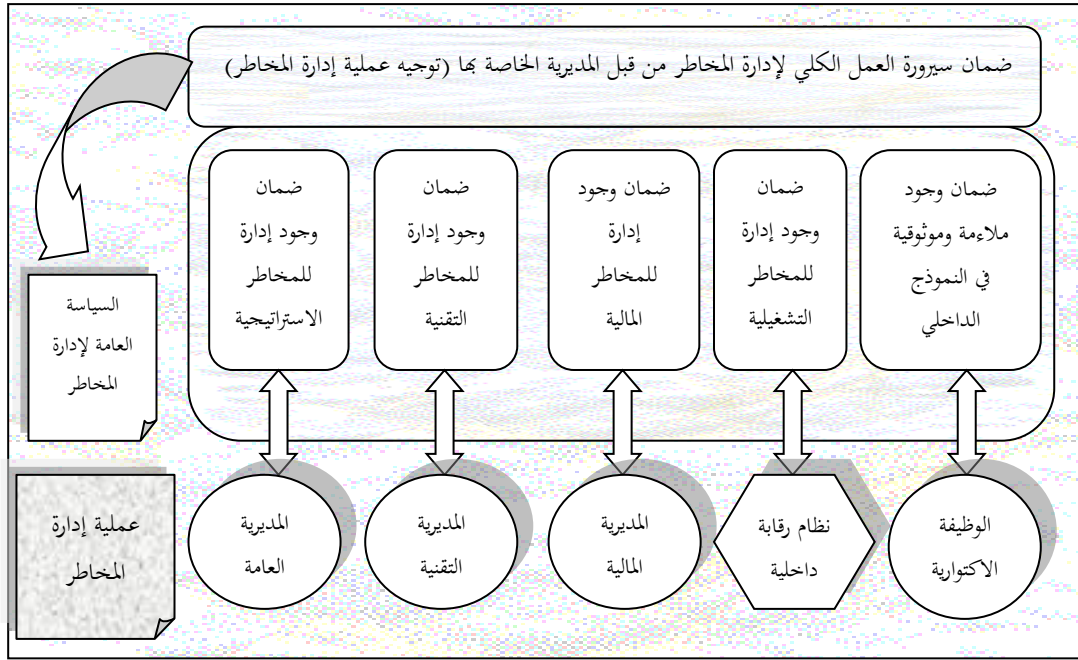 ضمان سيرورة العمل الكلي لإدارة المخاطر من قبل المديرية الخاصة بها (توجيه عملية إدارة المخاطر)
ضمان وجود
ملاءمة وموثوقية
في النموذج
الداخلي
ضمان
وجود إدارة
للمخاطر
التشغيلية
ضمان وجود
إدارة
للمخاطر
المالية
ضمان
وجود إدارة
للمخاطر
التقنية
ضمان
وجود إدارة
للمخاطر
الاستراتيجية
السياسة
العامة لإدارة
المخاطر
الوظيفة
الاكتوارية
نظام رقابة
داخلية
المديرية
المالية
المديرية
التقنية
المديرية
العامة
عملية إدارة
المخاطر